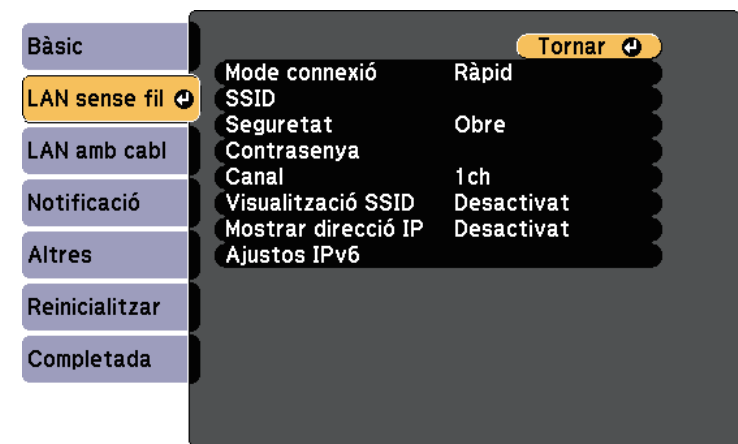 Bàsic
LAN sense fil
LAN amb cabl
Notificació
Altres
Reinicialitzar
Completada
Tornar
Mode connexió Ràpid
SSID
Seguretat Obre
Contrasenya
Canal 1ch
Visualització SSID Desactivat
Mostrar direcció IP Desactivat
Ajustos IPv6